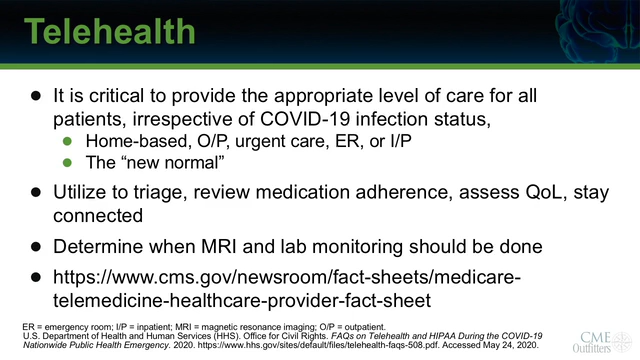 Telehealth
● It is critical to provide the appropriate level of care for all
patients, irrespective of COVID-19 infection status,
● Home-based, O/P, urgent care, ER, or I/P
● The “new normal”
● Utilize to triage, review medication adherence, assess QoL, stay
connected
● Determine when MRI and lab monitoring should be done
● https://www.cms.gov/newsroom/fact-sheets/medicare-
telemedicine-healthcare-provider-fact-sheet
ER = emergency room; I/P = inpatient; MRI = magnetic resonance imaging; O/P = outpatient.
U.S. Department of Health and Human Services (HHS). Office for Civil Rights. FAQs on Telehealth and HIPAA During the COVID-19
Nationwide Public Health Emergency. 2020. https://www.hhs.gov/sites/default/files/telehealth-faqs-508.pdf. Accessed May 24, 2020.
CME
Outfitters